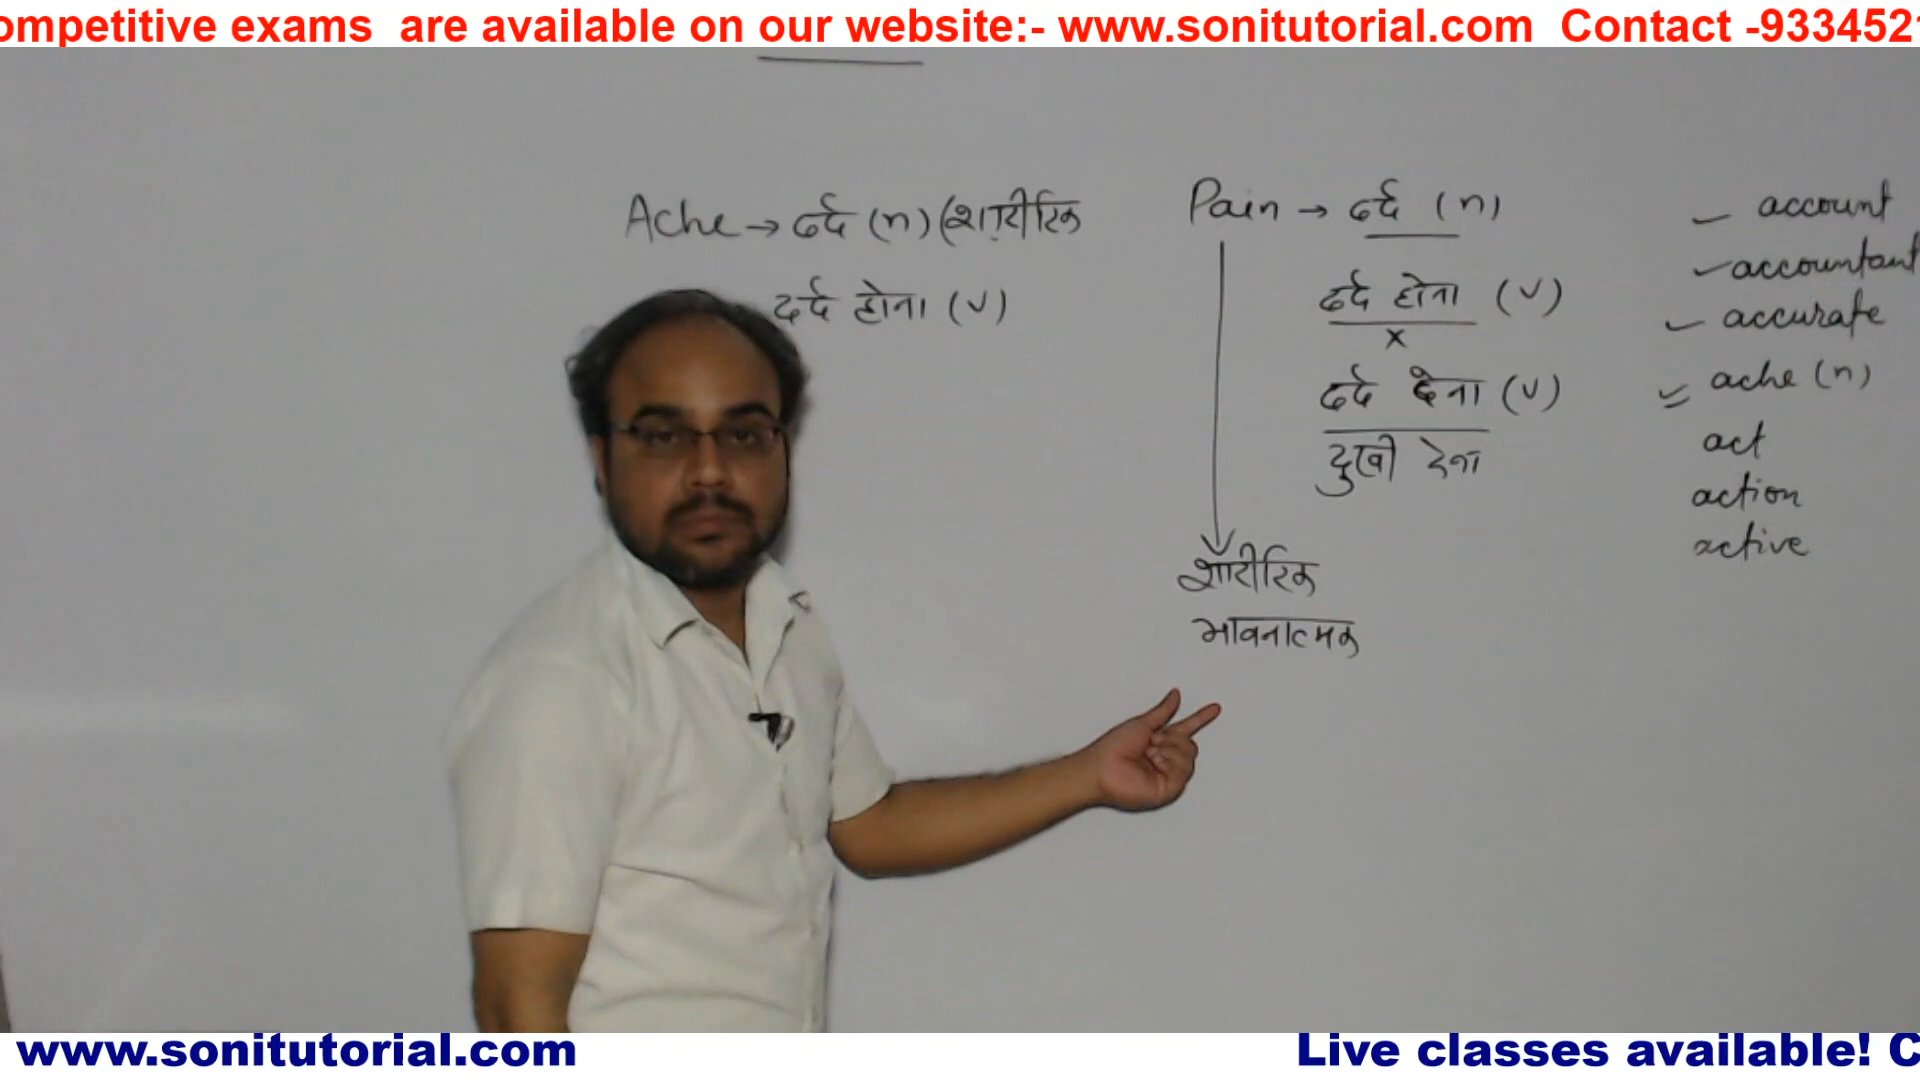 ompetitive exams are available on our website:- www.sonitutorial.com Contact -9334521
Ache → दर्द (n) (शारीरिक
दर्द होना (v)
Pain → दर्द (n)
दर्द होना (v)
x
दर्द देना (v)
दुखी देना
शारीरिक
भावनात्मक
account
accountant
accurate
ache (n)
act
action
active
www.sonitutorial.com
Live classes available! C